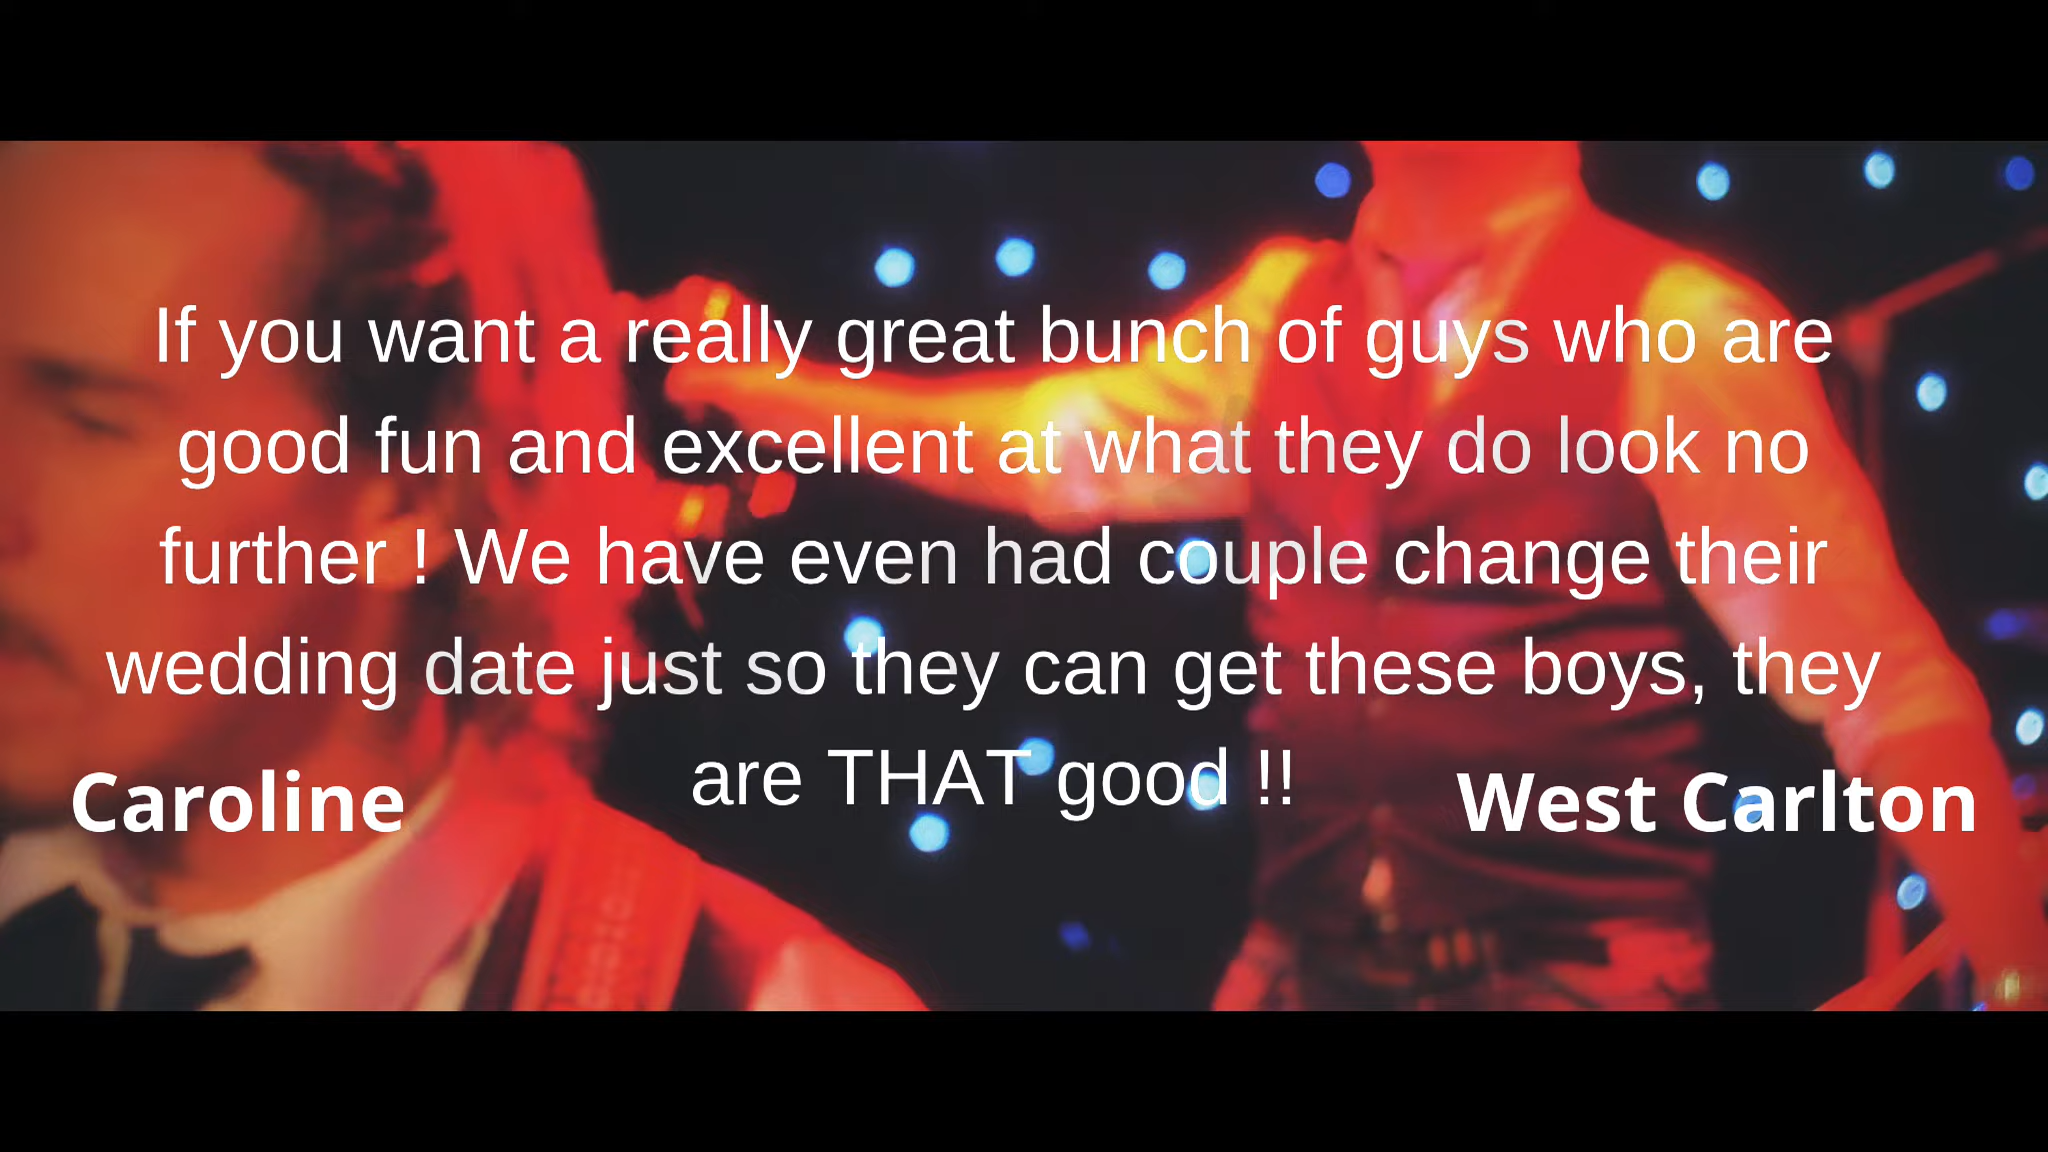 If you want a really great bunch of guys who are
good fun and excellent at what they do look no
further ! We have even had couple change their
wedding date just so they can get these boys, they
are THAT good !!
Caroline
West Carlton